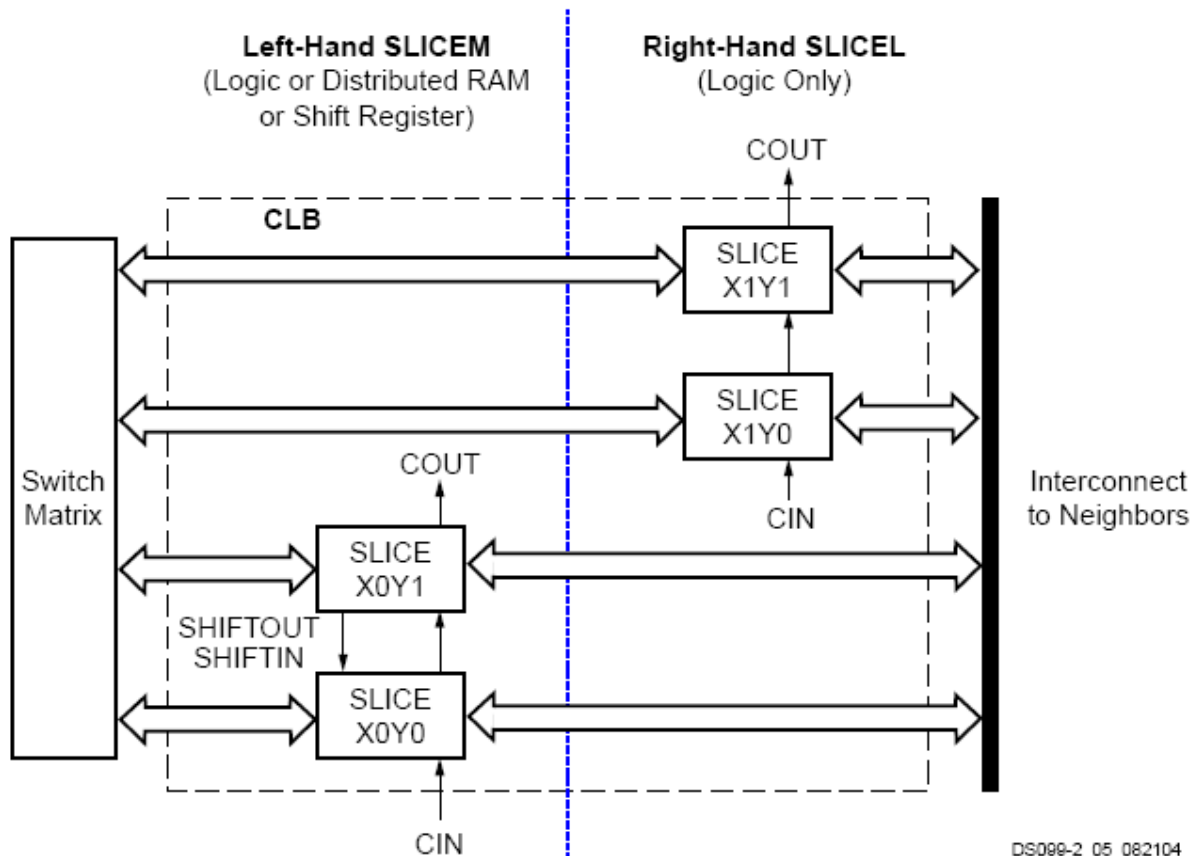 Left-Hand SLICEM
(Logic or Distributed RAM
or Shift Register)
Right-Hand SLICEL
(Logic Only)
COUT
CLB
SLICE
X1Y1
SLICE
X1Y0
COUT
CIN
Switch
Matrix
Interconnect
to Neighbors
SLICE
X0Y1
SHIFTOUT
SHIFTIN
SLICE
X0Y0
CIN
DS099-2_05_082104